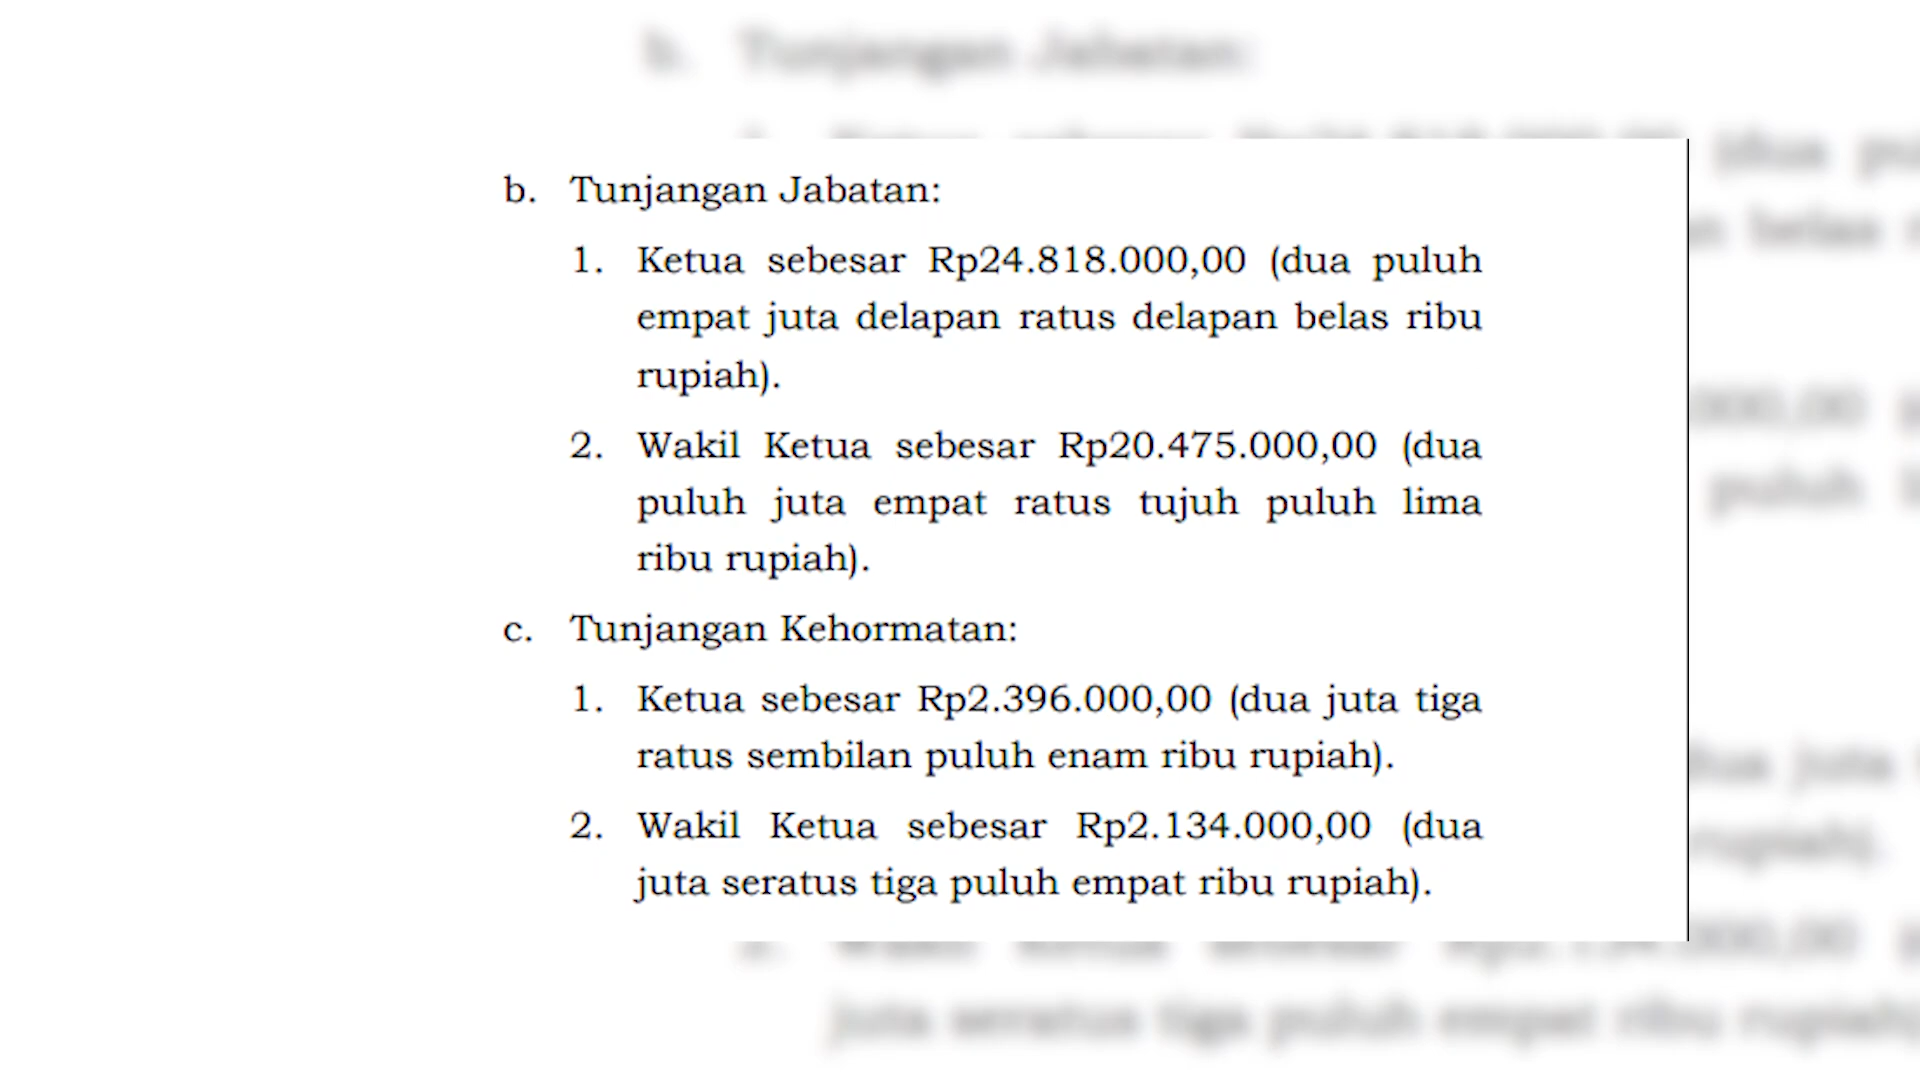 b. Tunjangan Jabatan:
1. Ketua sebesar Rp24.818.000,00 (dua puluh
empat juta delapan ratus delapan belas ribu
rupiah).
2. Wakil Ketua sebesar Rp20.475.000,00 (dua
puluh juta empat ratus tujuh puluh lima
ribu rupiah).
c. Tunjangan Kehormatan:
1. Ketua sebesar Rp2.396.000,00 (dua juta tiga
ratus sembilan puluh enam ribu rupiah).
2. Wakil Ketua sebesar Rp2.134.000,00 (dua
juta seratus tiga puluh empat ribu rupiah).